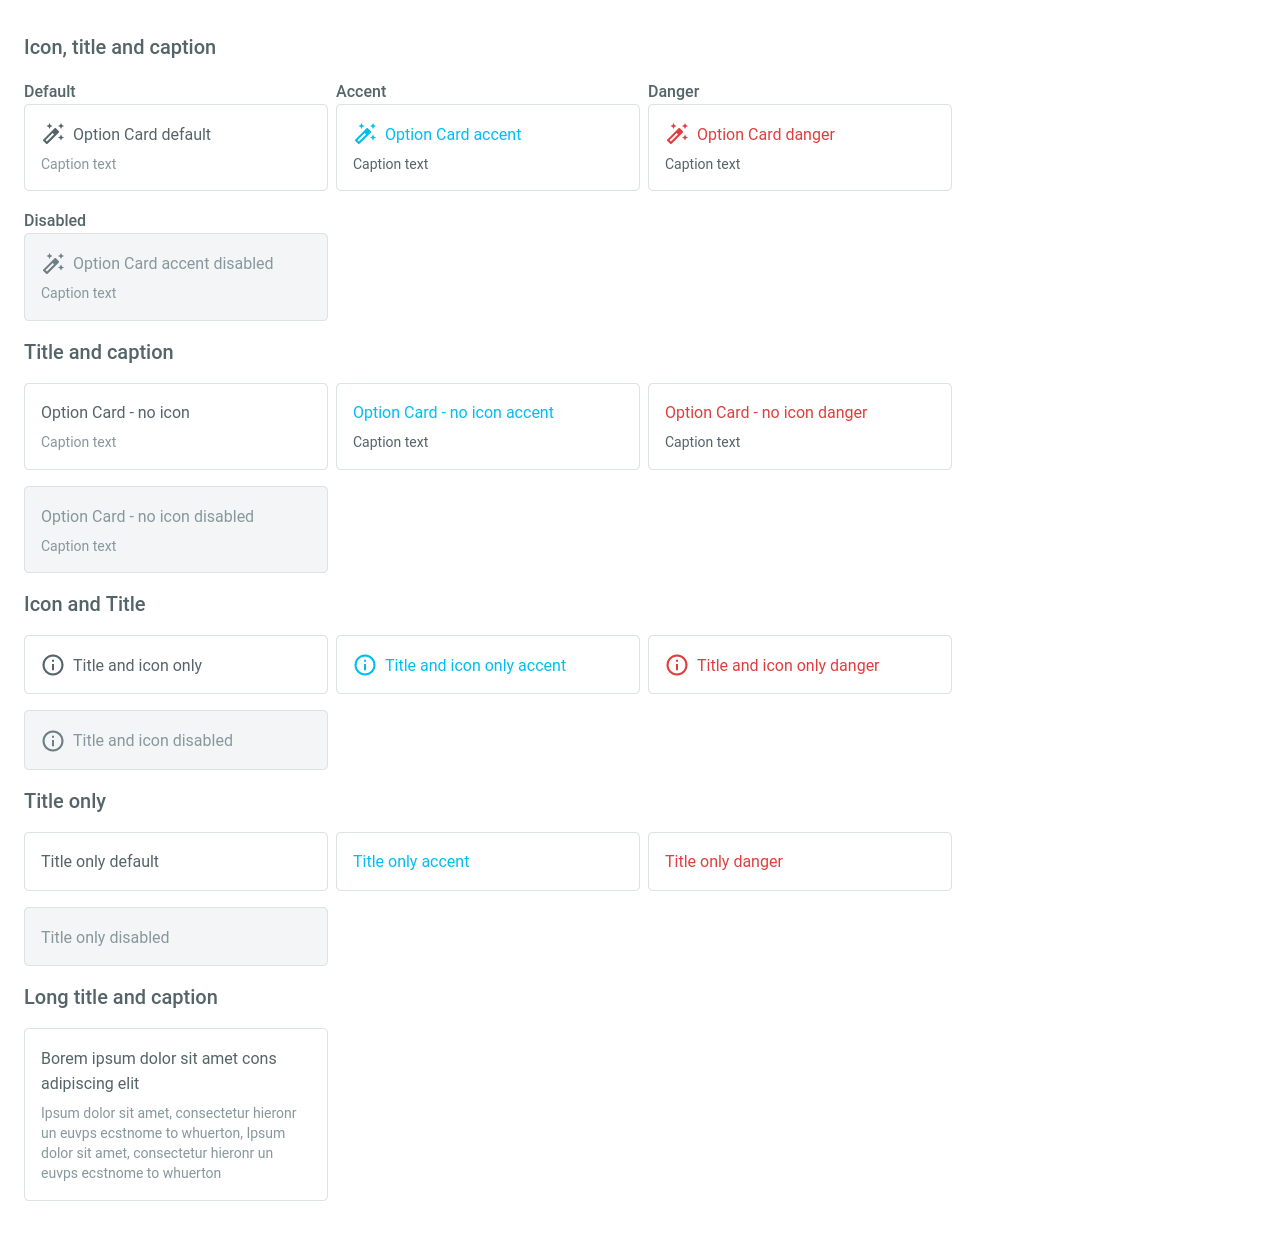 Icon, title and caption
Default
Accent
Danger
Option Card default
Caption text
Option Card accent
Caption text
Option Card danger
Caption text
Disabled
Option Card accent disabled
Caption text
Title and caption
Option Card - no icon
Caption text
Option Card - no icon accent
Caption text
Option Card - no icon danger
Caption text
Option Card - no icon disabled
Caption text
Icon and Title
Title and icon only
Title and icon only accent
Title and icon only danger
Title and icon disabled
Title only
Title only default
Title only accent
Title only danger
Title only disabled
Long title and caption
Borem ipsum dolor sit amet cons
adipiscing elit
Ipsum dolor sit amet, consectetur hieronr
un euvps ecstnome to whuerton, Ipsum
dolor sit amet, consectetur hieronr un
euvps ecstnome to whuerton